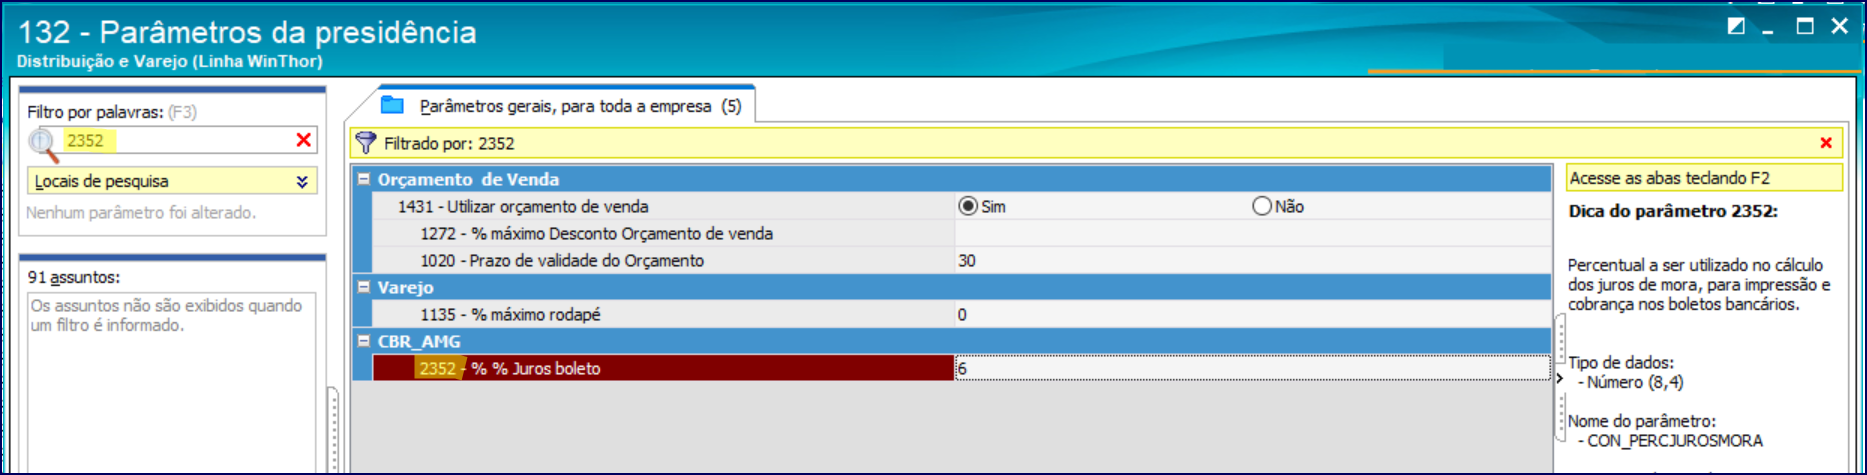 132 - Parâmetros da presidência
Distribuição e Varejo (Linha WinThor)
Filtro por palavras: (F3)
2352
Locais de pesquisa
Nenhum parâmetro foi alterado.
91 assuntos:
Os assuntos não são exibidos quando
um filtro é informado.
Parâmetros gerais, para toda a empresa (5)
Filtrado por: 2352
Orçamento de Venda
1431 - Utilizar orçamento de venda Sim Não
1272 - % máximo Desconto Orçamento de venda
1020 - Prazo de validade do Orçamento 30
Varejo
1135 - % máximo rodapé 0
CBR_AMG
2352 - % % Juros boleto 6
Acesse as abas teclando F2
Dica do parâmetro 2352:
Percentual a ser utilizado no cálculo
dos juros de mora, para impressão e
cobrança nos boletos bancários.
Tipo de dados:
- Número (8,4)
Nome do parâmetro:
- CON_PERCJUROSMORA